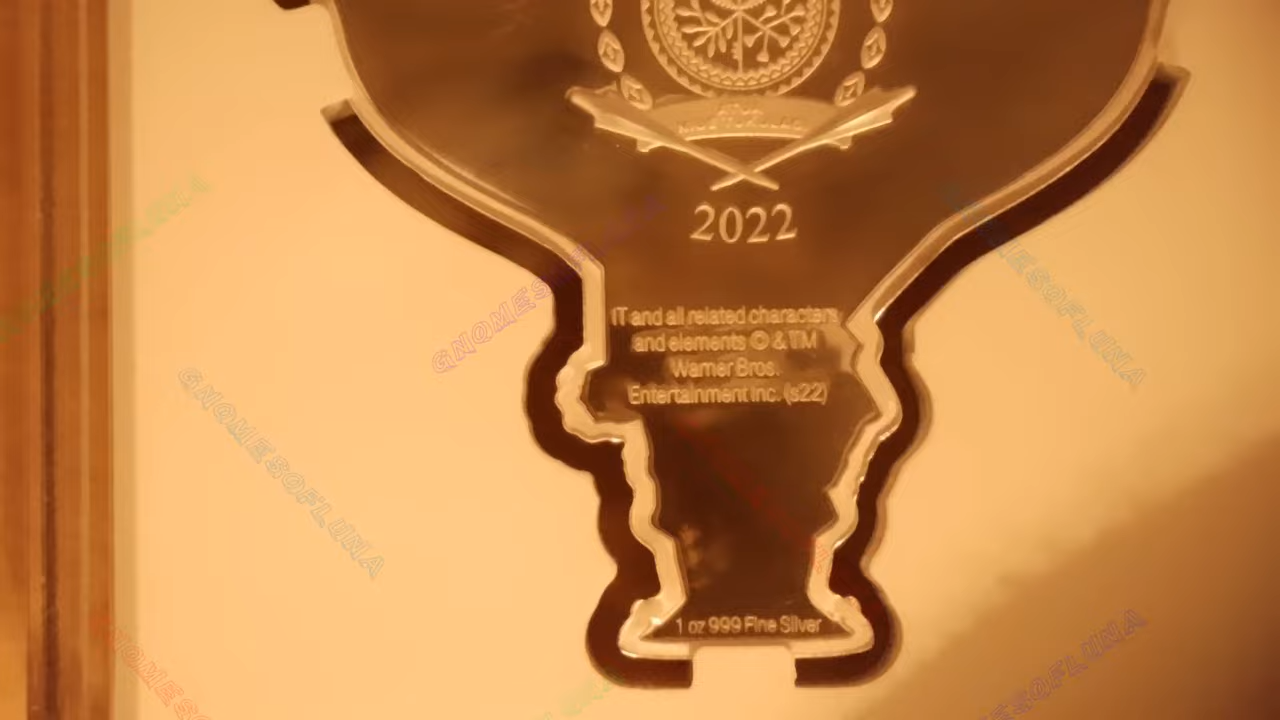 2022
IT and all related characters
and elements © & TM
Warner Bros.
Entertainment Inc. (s22)
1 oz 999 Fine Silver
GNOMESOFLUNA
GNOMESOFLUNA
GNOMESOFLUNA